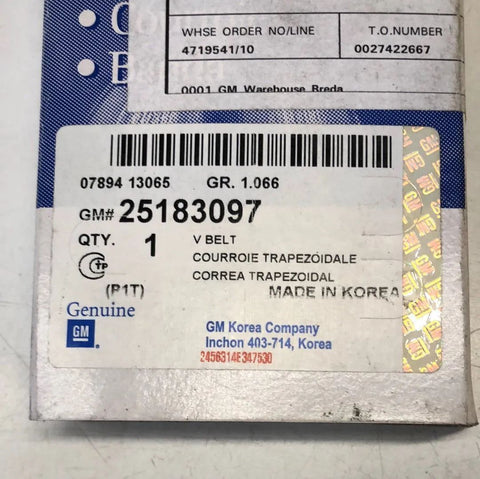 WHSE ORDER NO/LINE
T.O.NUMBER
4719541/10
0027422667
0001 GM Warehouse Breda
07894 13065 GR. 1.066
GM# 25183097
QTY. 1
V BELT
COURROIE TRAPEZOIDALE
CORREA TRAPEZOIDAL
(P1T)
MADE IN KOREA
Genuine
GM
GM Korea Company
Inchon 403-714, Korea
2456314E347530